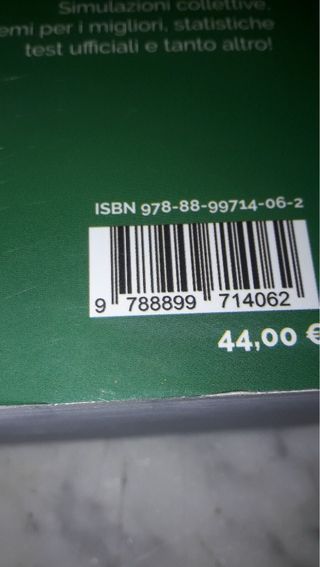 Simulazioni collettive,
emi per i migliori, statistiche
test ufficiali e tanto altro!
ISBN 978-88-99714-06-2
9 788899 714062
44,00 €